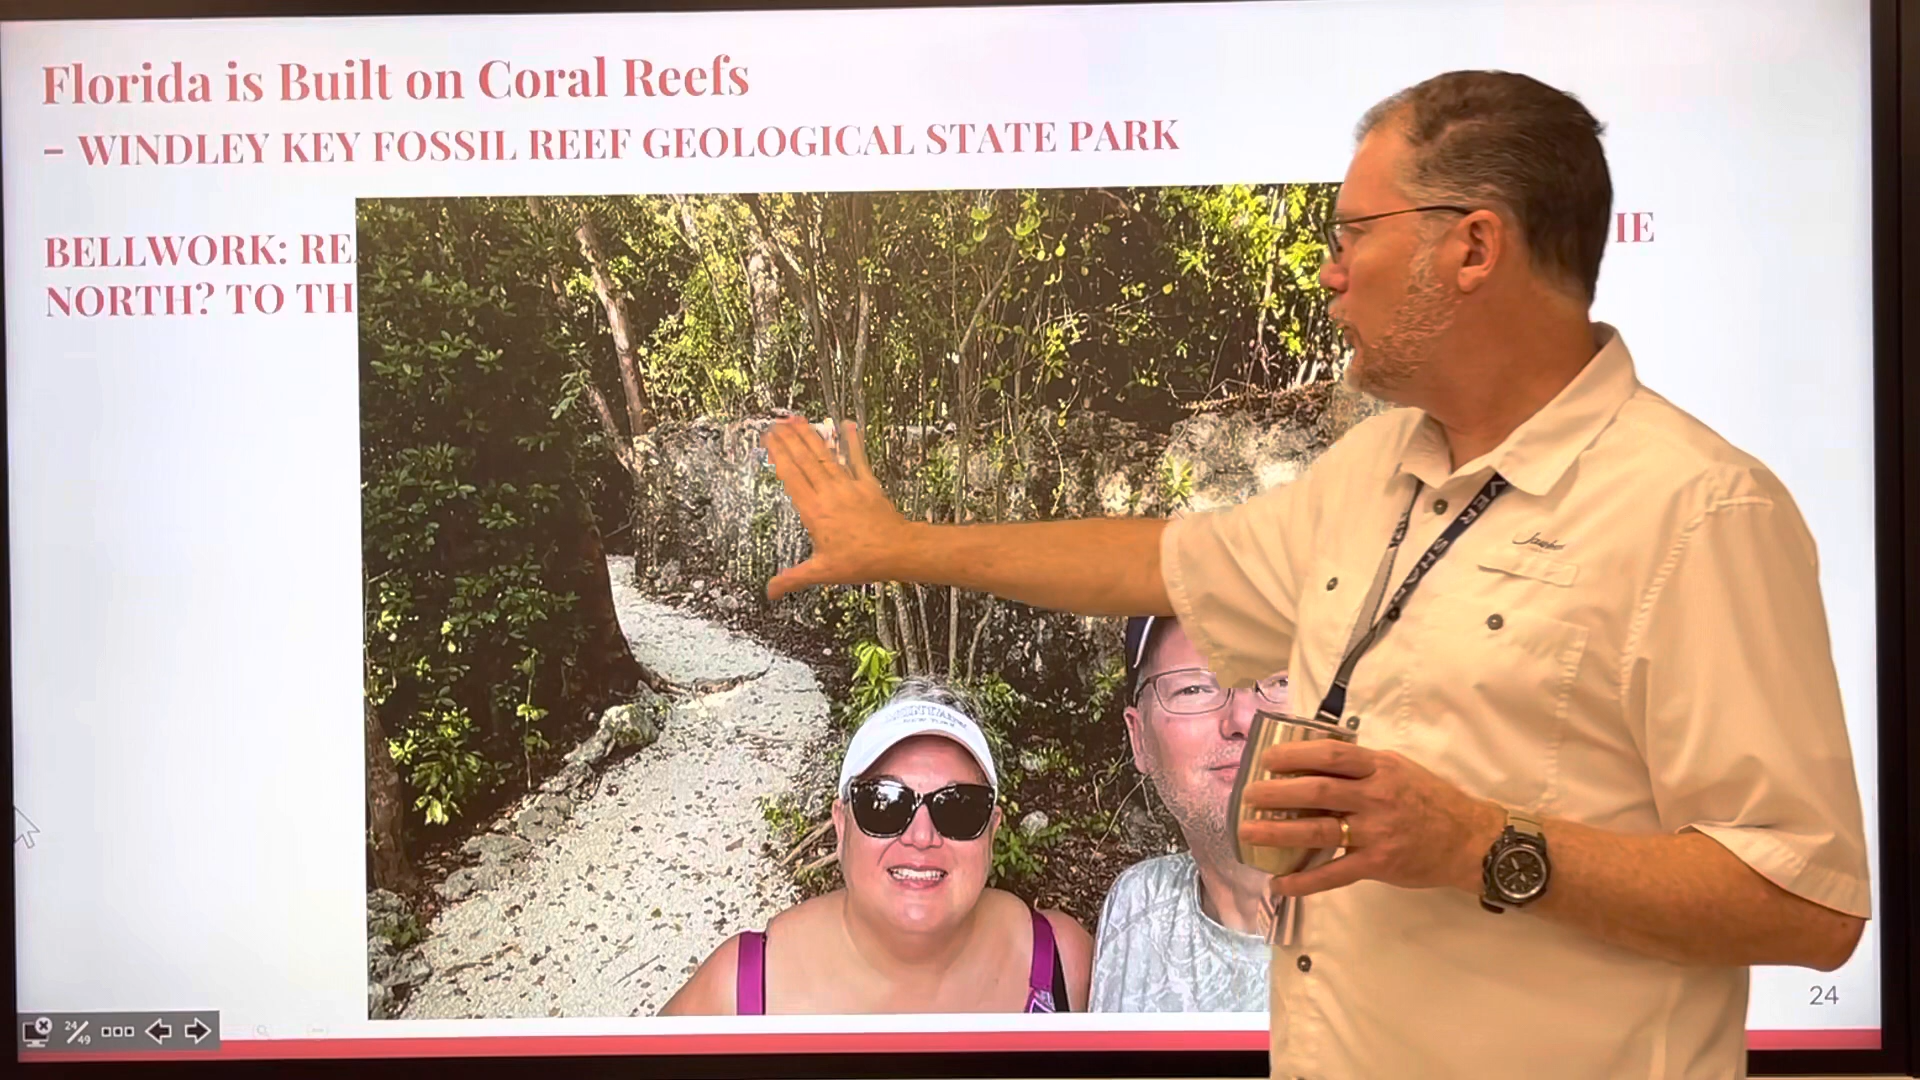 Florida is Built on Coral Reefs
– WINDLEY KEY FOSSIL REEF GEOLOGICAL STATE PARK
BELLWORK: RE
IE
NORTH? TO TH
24
24/49